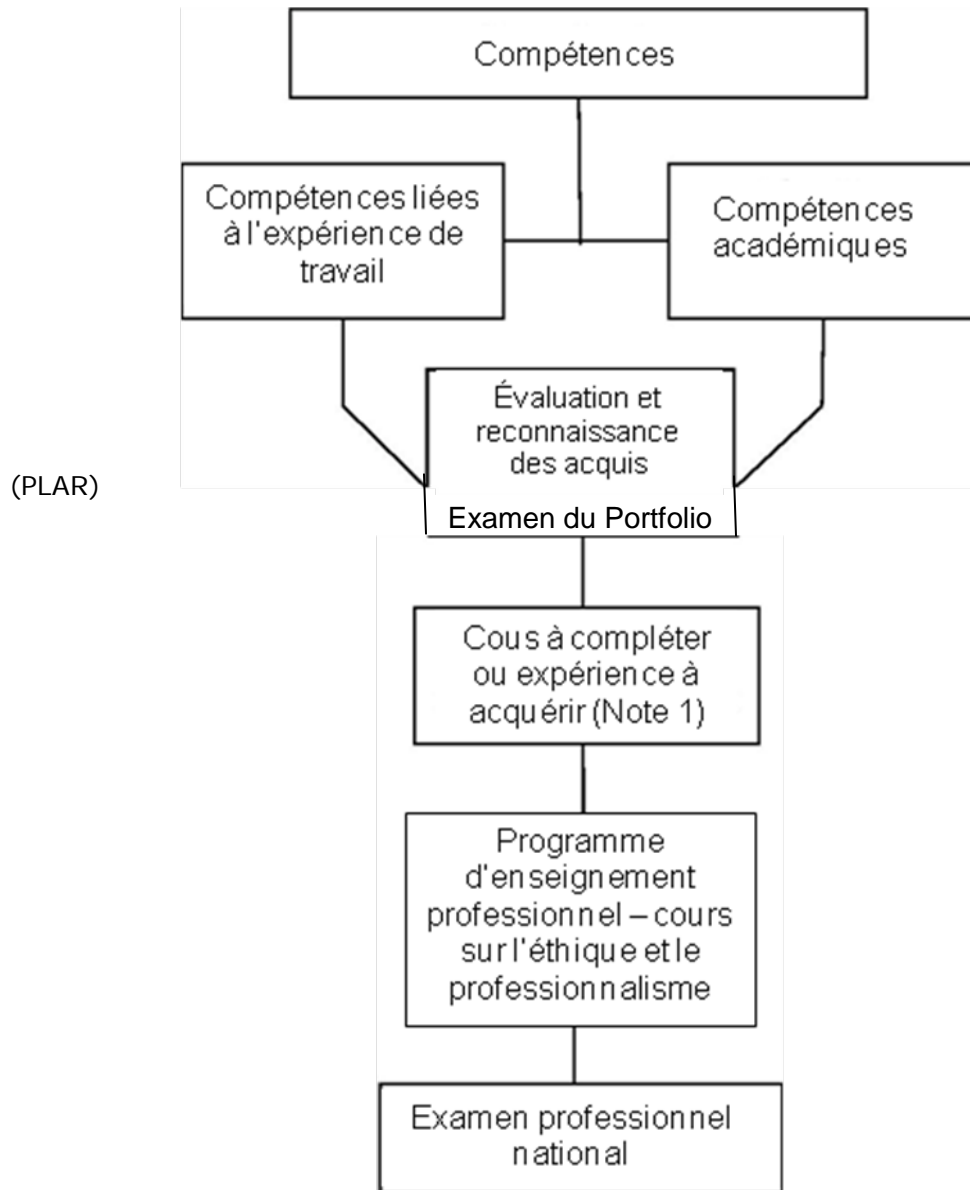 Compétences
Compétences liées
à l'expérience de
travail
Compétences
académiques
Évaluation et
reconnaissance
des acquis
(PLAR)
Examen du Portfolio
Cous à compléter
ou expérience à
acquérir (Note 1)
Programme
d'enseignement
professionnel – cours
sur l'éthique et le
professionnalisme
Examen professionnel
national